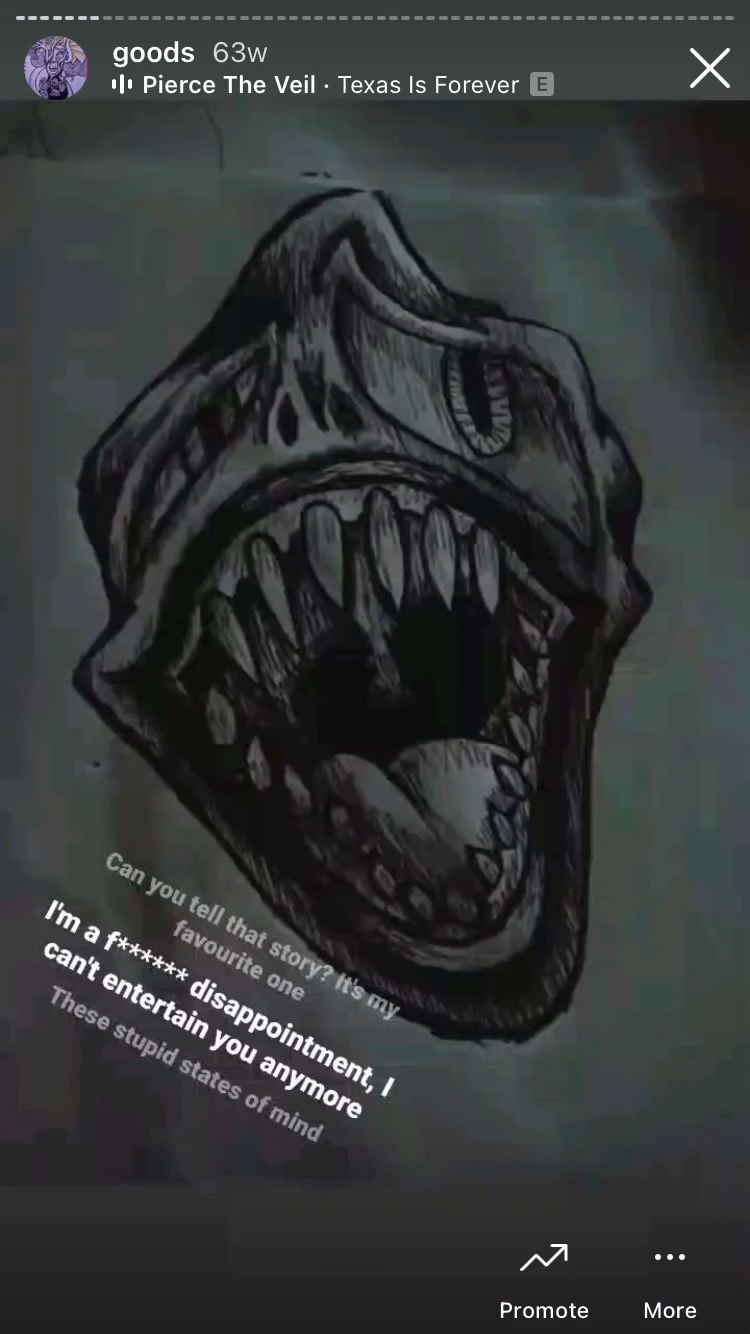 goods 63w
Pierce The Veil · Texas Is Forever E
Can you tell that story? It's my
favourite one
I'm a f****** disappointment, I
can't entertain you anymore
These stupid states of mind
Promote More